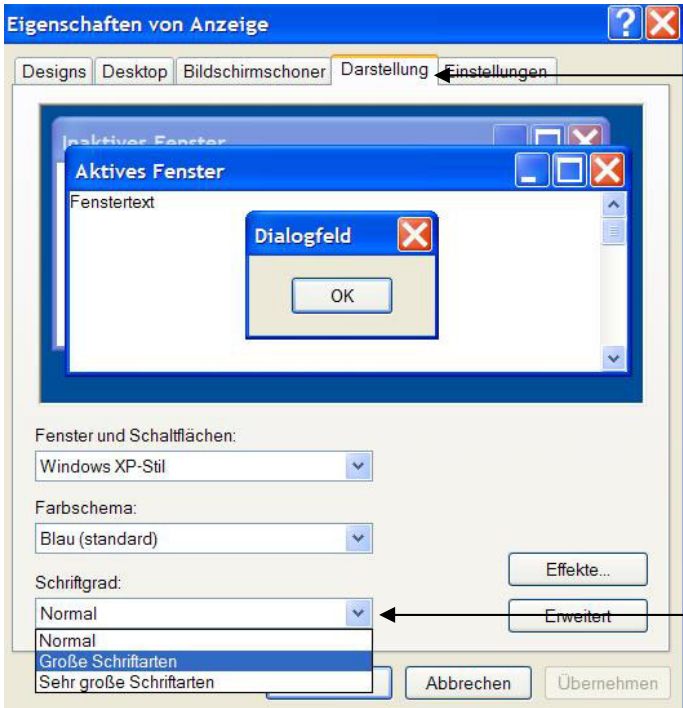 Eigenschaften von Anzeige
Designs Desktop Bildschirmschoner Darstellung Einstellungen
Inaktives Fenster
Aktives Fenster
Fenstertext
Dialogfeld
OK
Fenster und Schaltflächen:
Windows XP-Stil
Farbschema:
Blau (standard)
Effekte...
Schriftgrad:
Normal
Erweitert
Normal
Große Schriftarten
Sehr große Schriftarten
Abbrechen Übernehmen